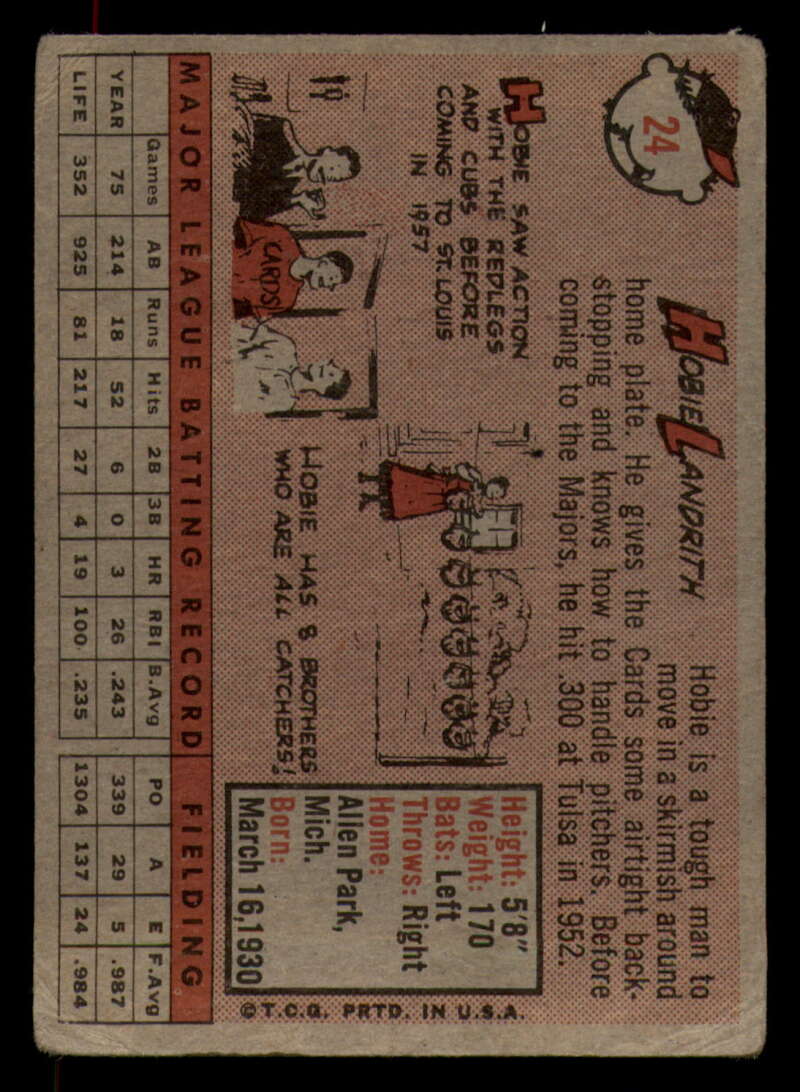 24
HOBIE LANDRITH
Hobie is a tough man to
move in a skirmish around
home plate. He gives the Cards some airtight back-
stopping and knows how to handle pitchers. Before
coming to the Majors, he hit .300 at Tulsa in 1952.
HOBIE SAW ACTION
WITH THE REDLEGS
AND CUBS BEFORE
COMING TO ST. LOUIS
IN 1957
CARDS
HOBIE HAS 8 BROTHERS
WHO ARE ALL CATCHERS!
Height: 5'8"
Weight: 170
Bats: Left
Throws: Right
Home:
Allen Park,
Mich.
Born:
March 16, 1930
MAJOR LEAGUE BATTING RECORD FIELDING
Games AB Runs Hits 2B 3B HR RBI B.Avg PO A E F.Avg
YEAR 75 214 18 52 6 0 3 26 .243 339 29 5 .987
LIFE 352 925 81 217 27 4 19 100 .235 1304 137 24 .984
©T.C.G. PRTD. IN U.S.A.